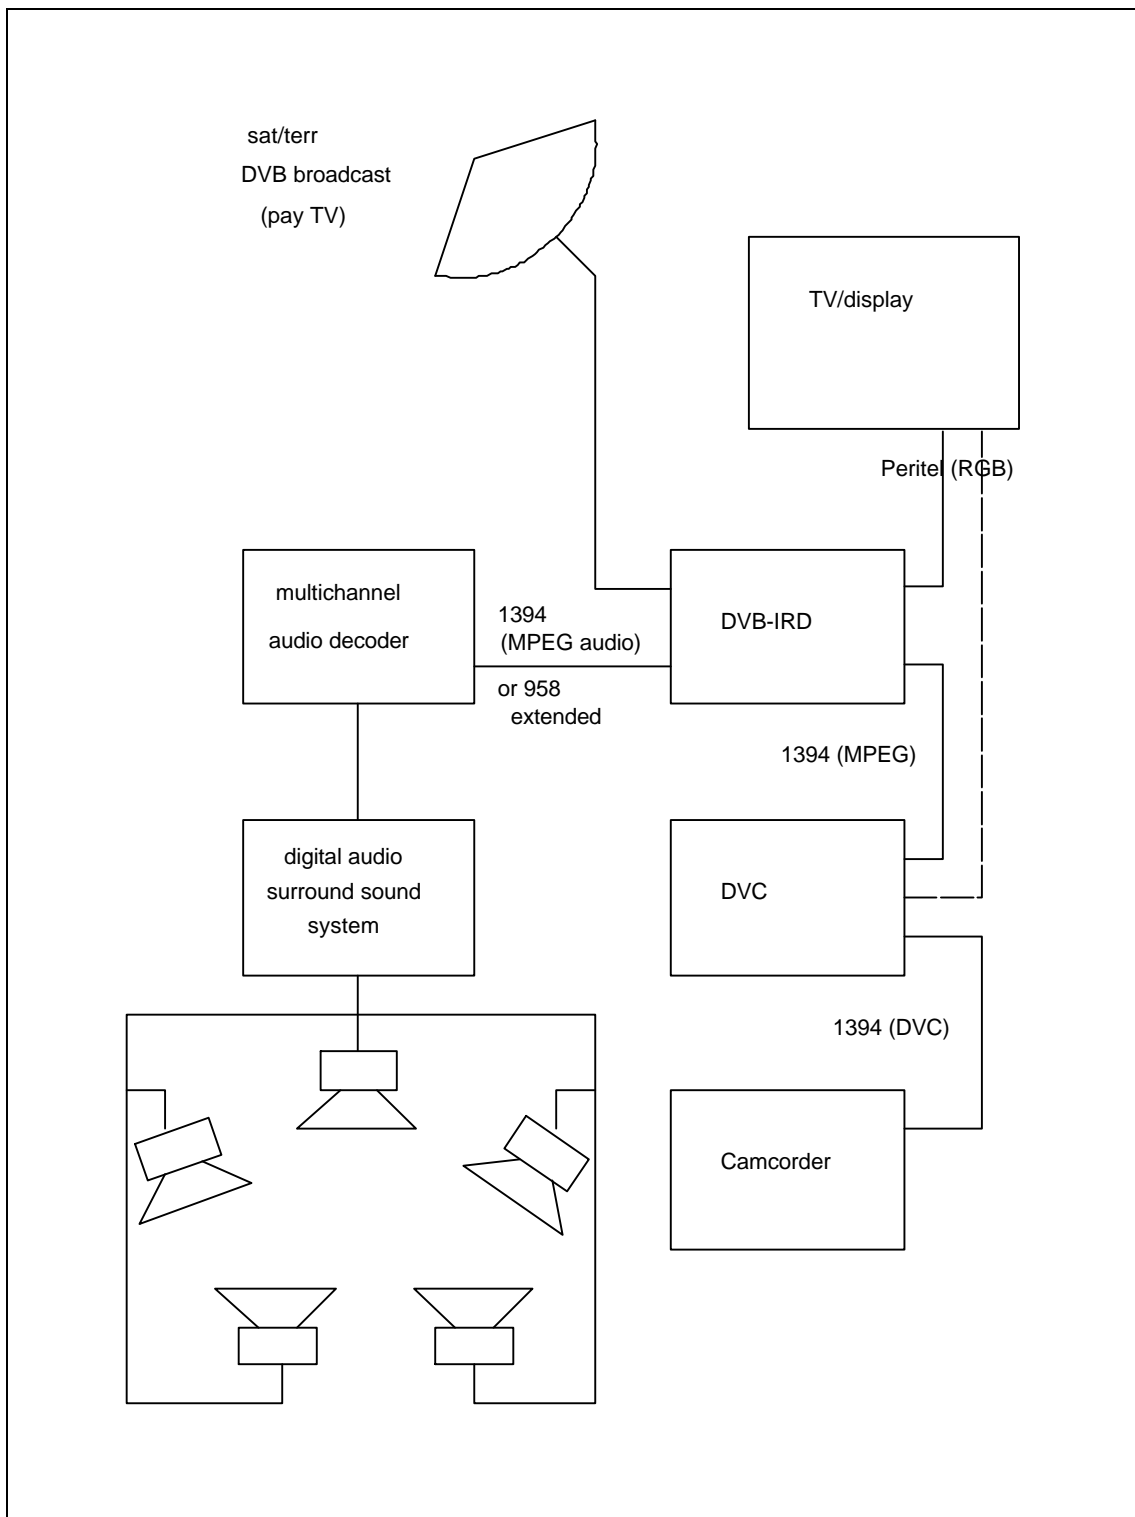 sat/terr
DVB broadcast
(pay TV)
TV/display
Peritel (RGB)
multichannel
audio decoder
1394
(MPEG audio)
or 958
extended
DVB-IRD
1394 (MPEG)
digital audio
surround sound
system
DVC
1394 (DVC)
Camcorder